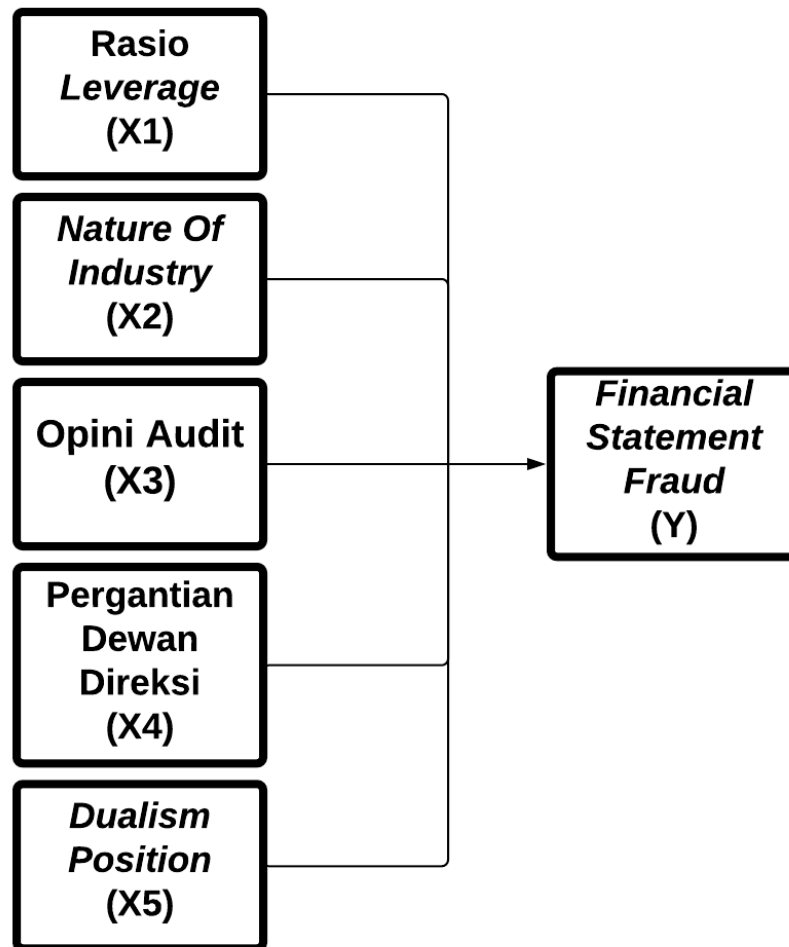 Rasio
Leverage
(X1)
Nature Of
Industry
(X2)
Opini Audit
(X3)
Pergantian
Dewan
Direksi
(X4)
Dualism
Position
(X5)
Financial
Statement
Fraud
(Y)